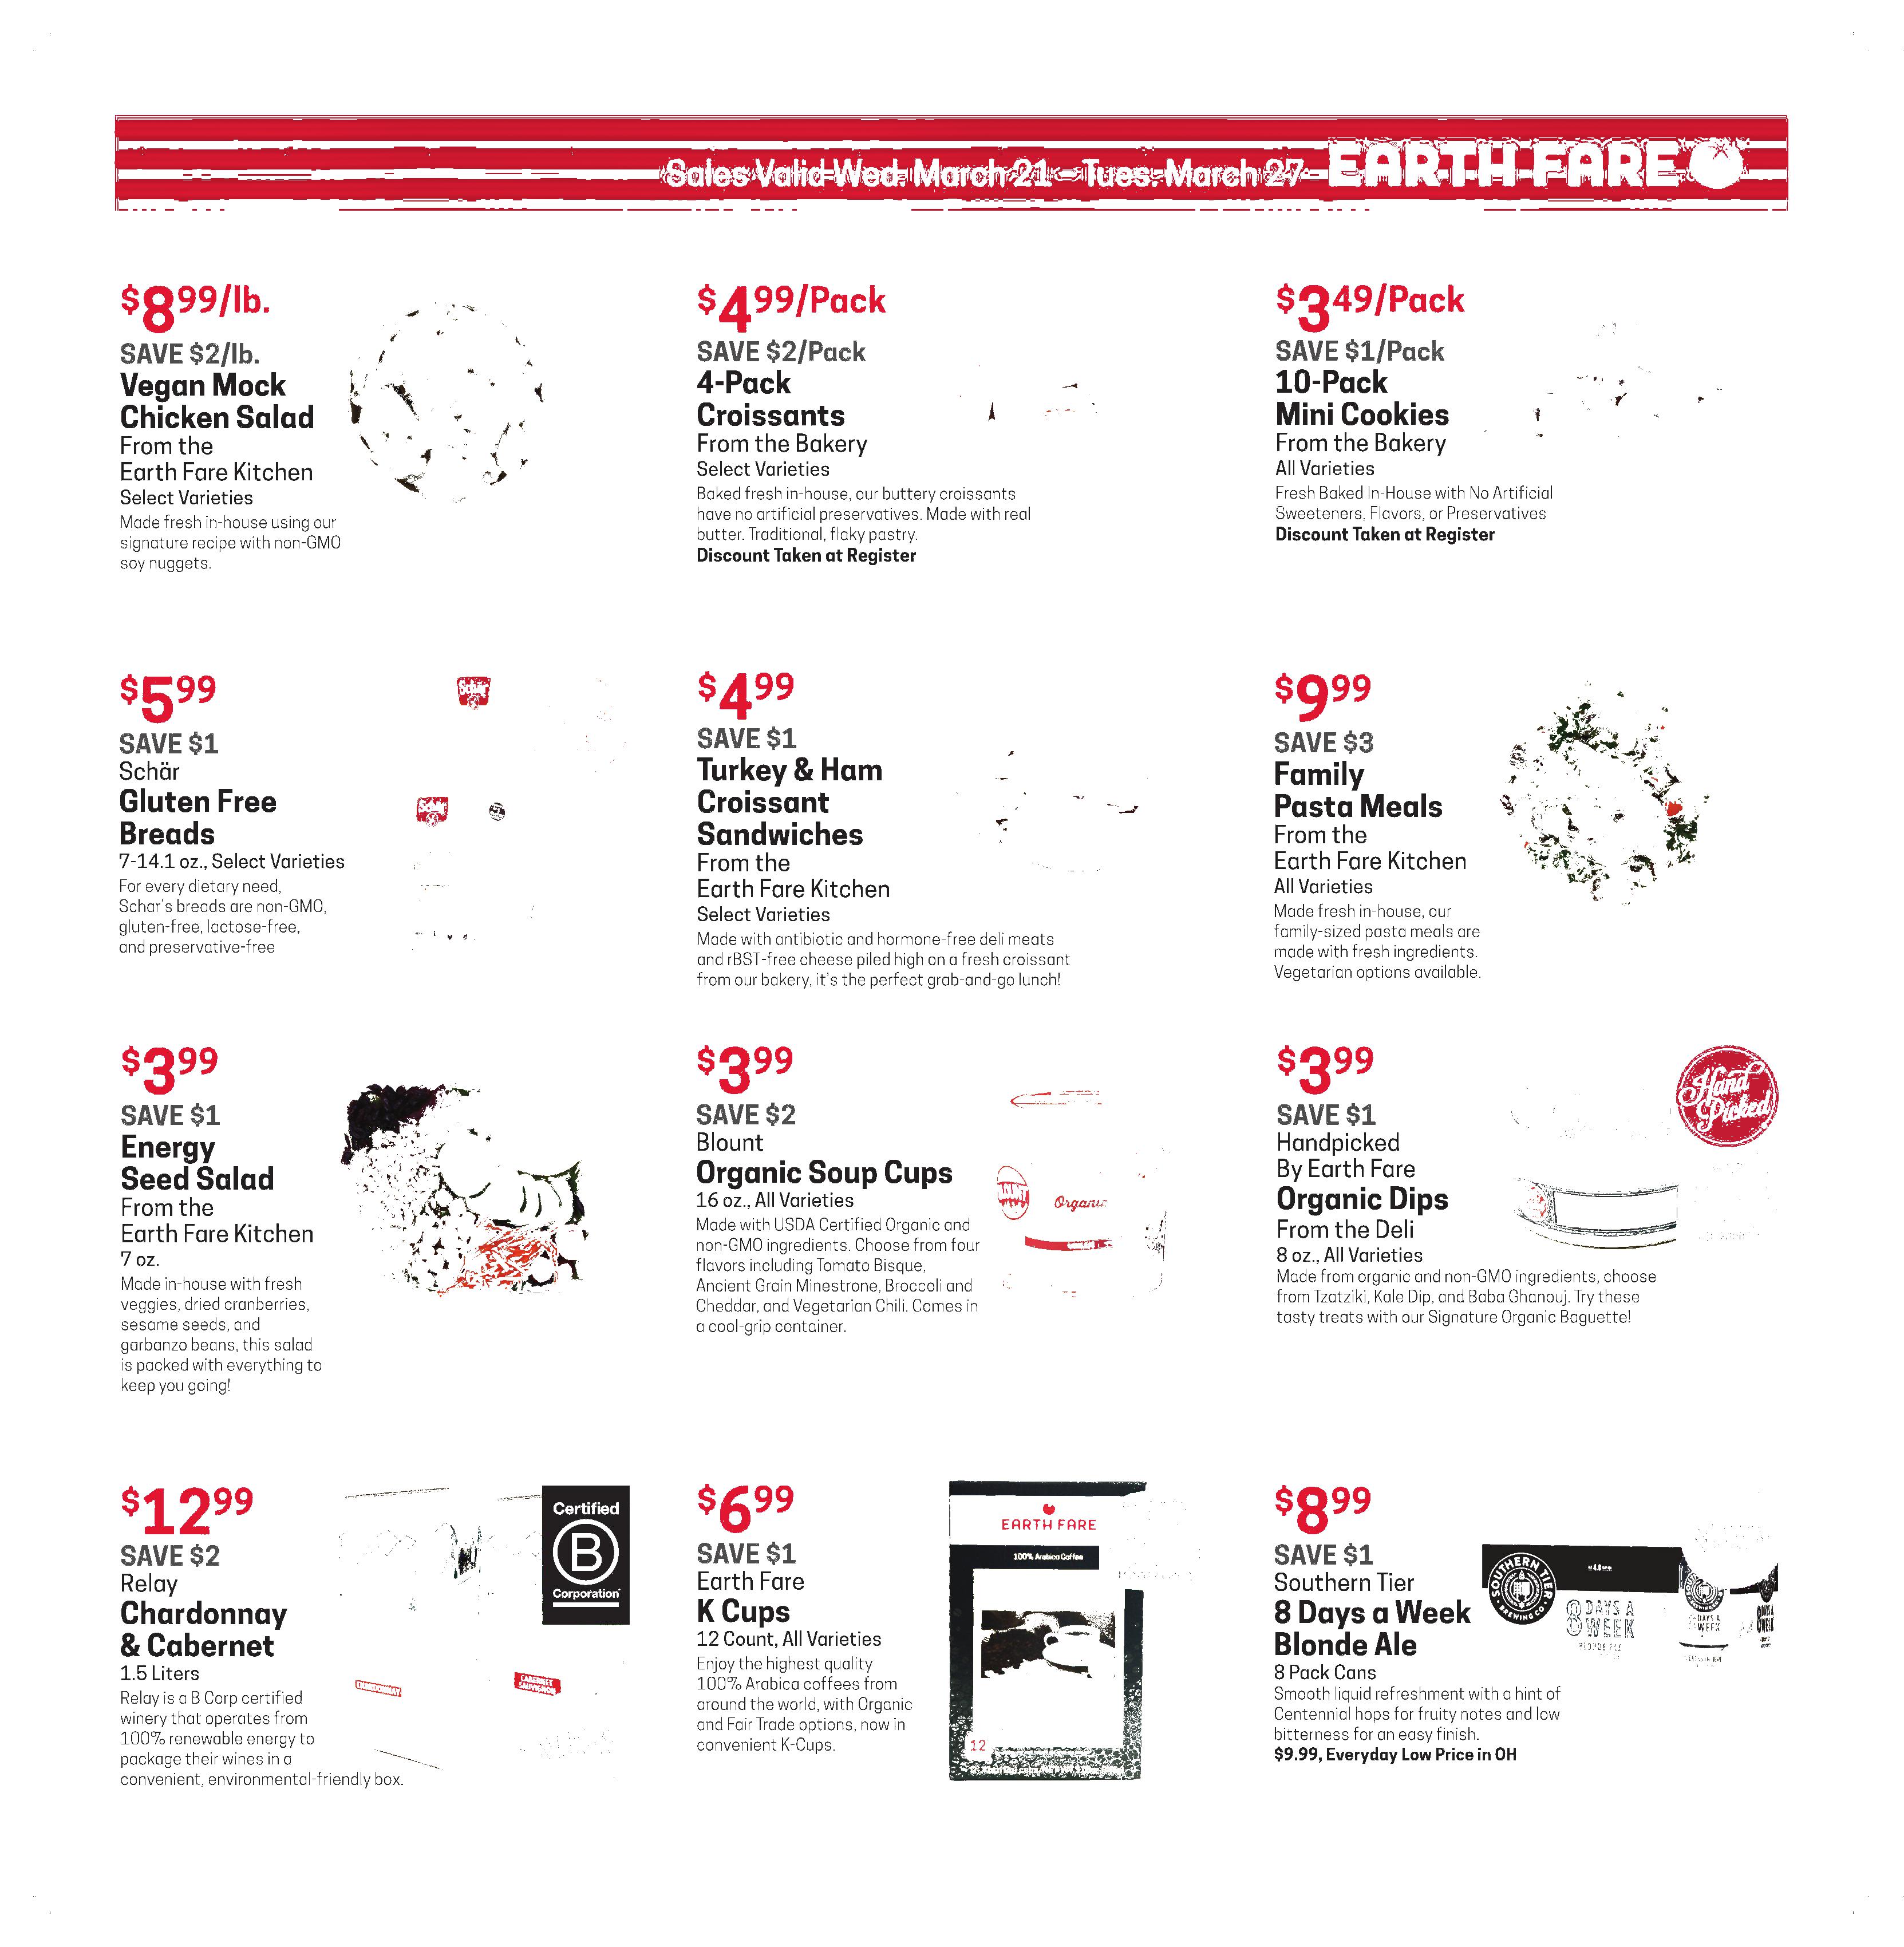 Sales Valid Wed. March 21 – Tues. March 27 EARTH FARE
$8.99/lb.
SAVE $2/lb.
Vegan Mock
Chicken Salad
From the
Earth Fare Kitchen
Select Varieties
Made fresh in-house using our
signature recipe with non-GMO
soy nuggets.
$4.99/Pack
SAVE $2/Pack
4-Pack
Croissants
From the Bakery
Select Varieties
Baked fresh in-house, our buttery croissants
have no artificial preservatives. Made with real
butter. Traditional, flaky pastry.
Discount Taken at Register
$3.49/Pack
SAVE $1/Pack
10-Pack
Mini Cookies
From the Bakery
All Varieties
Fresh Baked In-House with No Artificial
Sweeteners, Flavors, or Preservatives
Discount Taken at Register
$5.99
SAVE $1
Schär
Gluten Free
Breads
7-14.1 oz., Select Varieties
For every dietary need,
Schar's breads are non-GMO,
gluten-free, lactose-free,
and preservative-free
Schär
Schär
$4.99
SAVE $1
Turkey & Ham
Croissant
Sandwiches
From the
Earth Fare Kitchen
Select Varieties
Made with antibiotic and hormone-free deli meats
and rBST-free cheese piled high on a fresh croissant
from our bakery, it's the perfect grab-and-go lunch!
$9.99
SAVE $3
Family
Pasta Meals
From the
Earth Fare Kitchen
All Varieties
Made fresh in-house, our
family-sized pasta meals are
made with fresh ingredients.
Vegetarian options available.
$3.99
SAVE $1
Energy
Seed Salad
From the
Earth Fare Kitchen
7 oz.
Made in-house with fresh
veggies, dried cranberries,
sesame seeds, and
garbanzo beans, this salad
is packed with everything to
keep you going!
$3.99
SAVE $2
Blount
Organic Soup Cups
16 oz., All Varieties
Made with USDA Certified Organic and
non-GMO ingredients. Choose from four
flavors including Tomato Bisque,
Ancient Grain Minestrone, Broccoli and
Cheddar, and Vegetarian Chili. Comes in
a cool-grip container.
Organic
$3.99
SAVE $1
Handpicked
By Earth Fare
Organic Dips
From the Deli
8 oz., All Varieties
Made from organic and non-GMO ingredients, choose
from Tzatziki, Kale Dip, and Baba Ghanouj. Try these
tasty treats with our Signature Organic Baguette!
Hand
Picked
$12.99
SAVE $2
Relay
Chardonnay
& Cabernet
1.5 Liters
Relay is a B Corp certified
winery that operates from
100% renewable energy to
package their wines in a
convenient, environmental-friendly box.
Certified
B
Corporation
CHARDONNAY
CABERNET
SAUVIGNON
$6.99
SAVE $1
Earth Fare
K Cups
12 Count, All Varieties
Enjoy the highest quality
100% Arabica coffees from
around the world, with Organic
and Fair Trade options, now in
convenient K-Cups.
EARTH FARE
100% Arabica Coffee
12
$8.99
SAVE $1
Southern Tier
8 Days a Week
Blonde Ale
8 Pack Cans
Smooth liquid refreshment with a hint of
Centennial hops for fruity notes and low
bitterness for an easy finish.
$9.99, Everyday Low Price in OH
SOUTHERN TIER
BREWING CO
8 DAYS A
WEEK
BLONDE ALE
8 DAYS A
WEEK